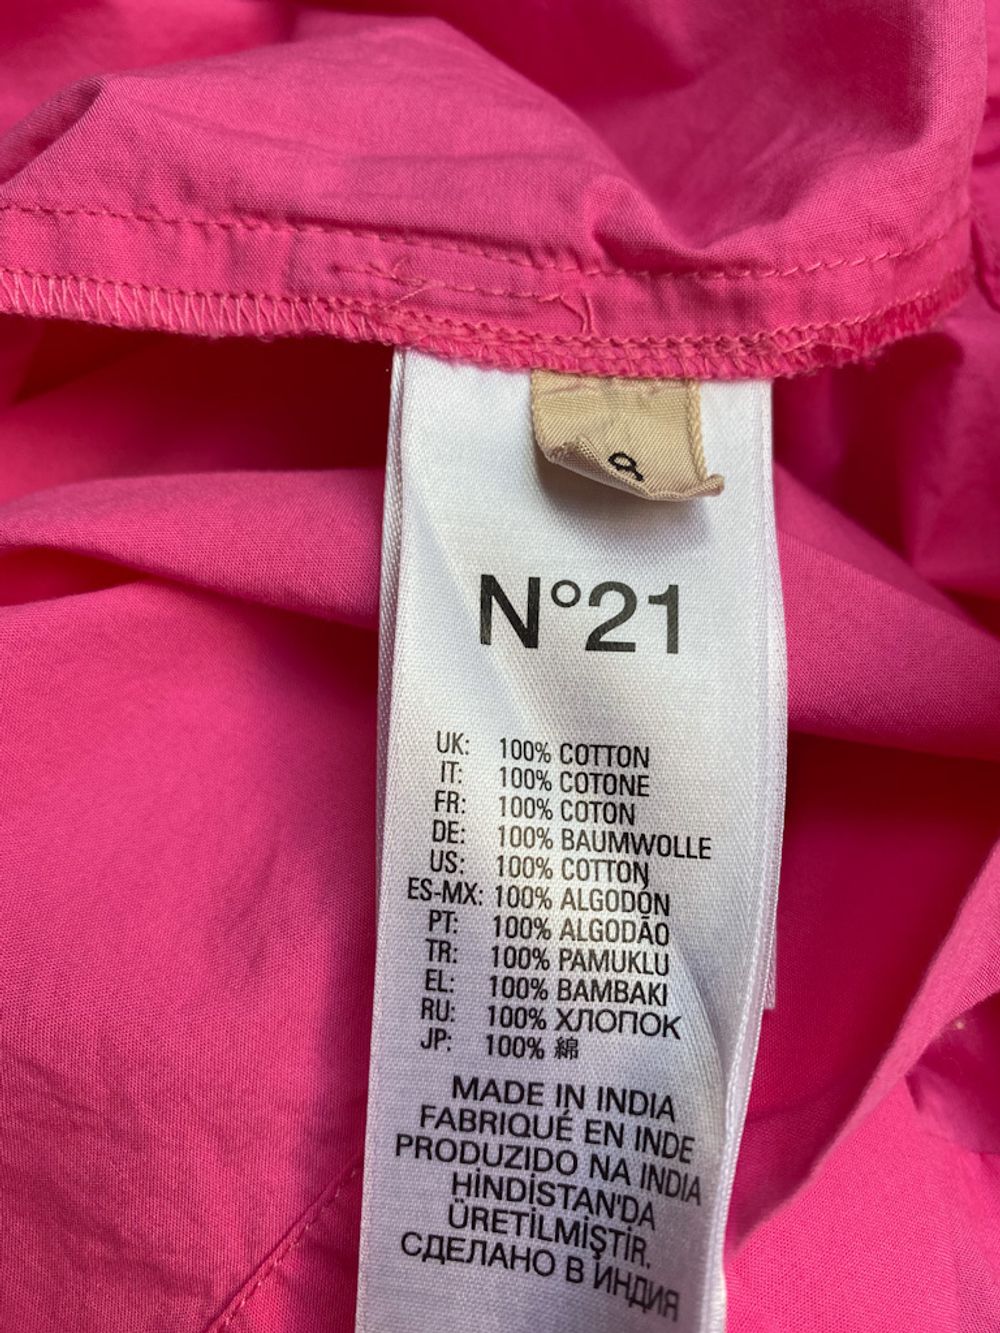 N°21
UK: 100% COTTON
IT: 100% COTONE
FR: 100% COTON
DE: 100% BAUMWOLLE
US: 100% COTTON
ES-MX: 100% ALGODÓN
PT: 100% ALGODÃO
TR: 100% PAMUKLU
EL: 100% BAMBAKI
RU: 100% ХЛОПОК
JP: 100% 綿
MADE IN INDIA
FABRIQUÉ EN INDE
PRODUZIDO NA INDIA
HİNDİSTAN'DA
ÜRETİLMİŞTİR.
СДЕЛАНО В ИНДИЯ